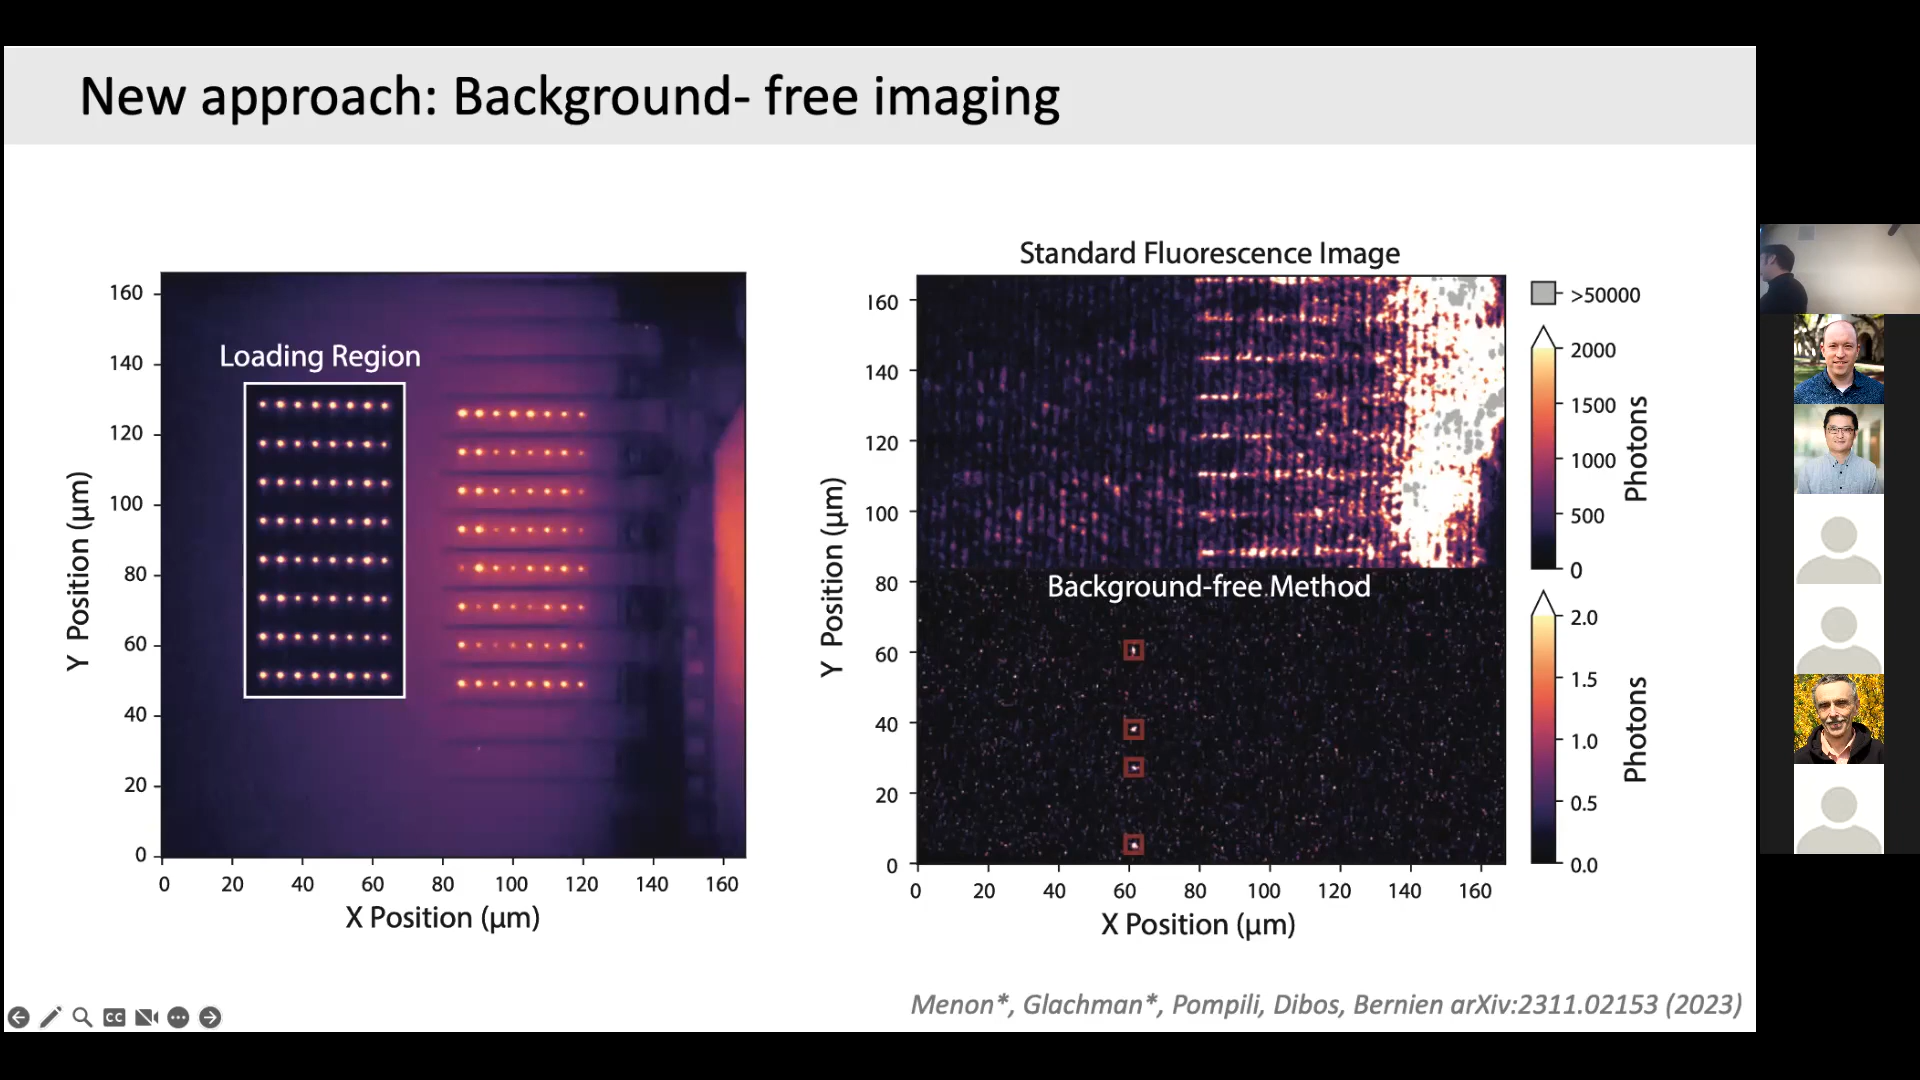 New approach: Background- free imaging
Loading Region
160
140
120
100
80
60
40
20
0
Y Position (μm)
0 20 40 60 80 100 120 140 160
X Position (μm)
Standard Fluorescence Image
160
140
120
100
80
60
40
20
0
Y Position (μm)
Background-free Method
0 20 40 60 80 100 120 140 160
X Position (μm)
>50000
2000
1500
1000
500
0
Photons
2.0
1.5
1.0
0.5
0.0
Photons
Menon*, Glachman*, Pompili, Dibos, Bernien arXiv:2311.02153 (2023)
CC